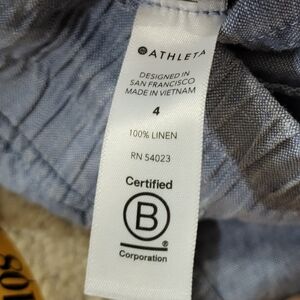 ATHLETA
DESIGNED IN
SAN FRANCISCO
MADE IN VIETNAM
4
100% LINEN
RN 54023
Certified
B
®
Corporation